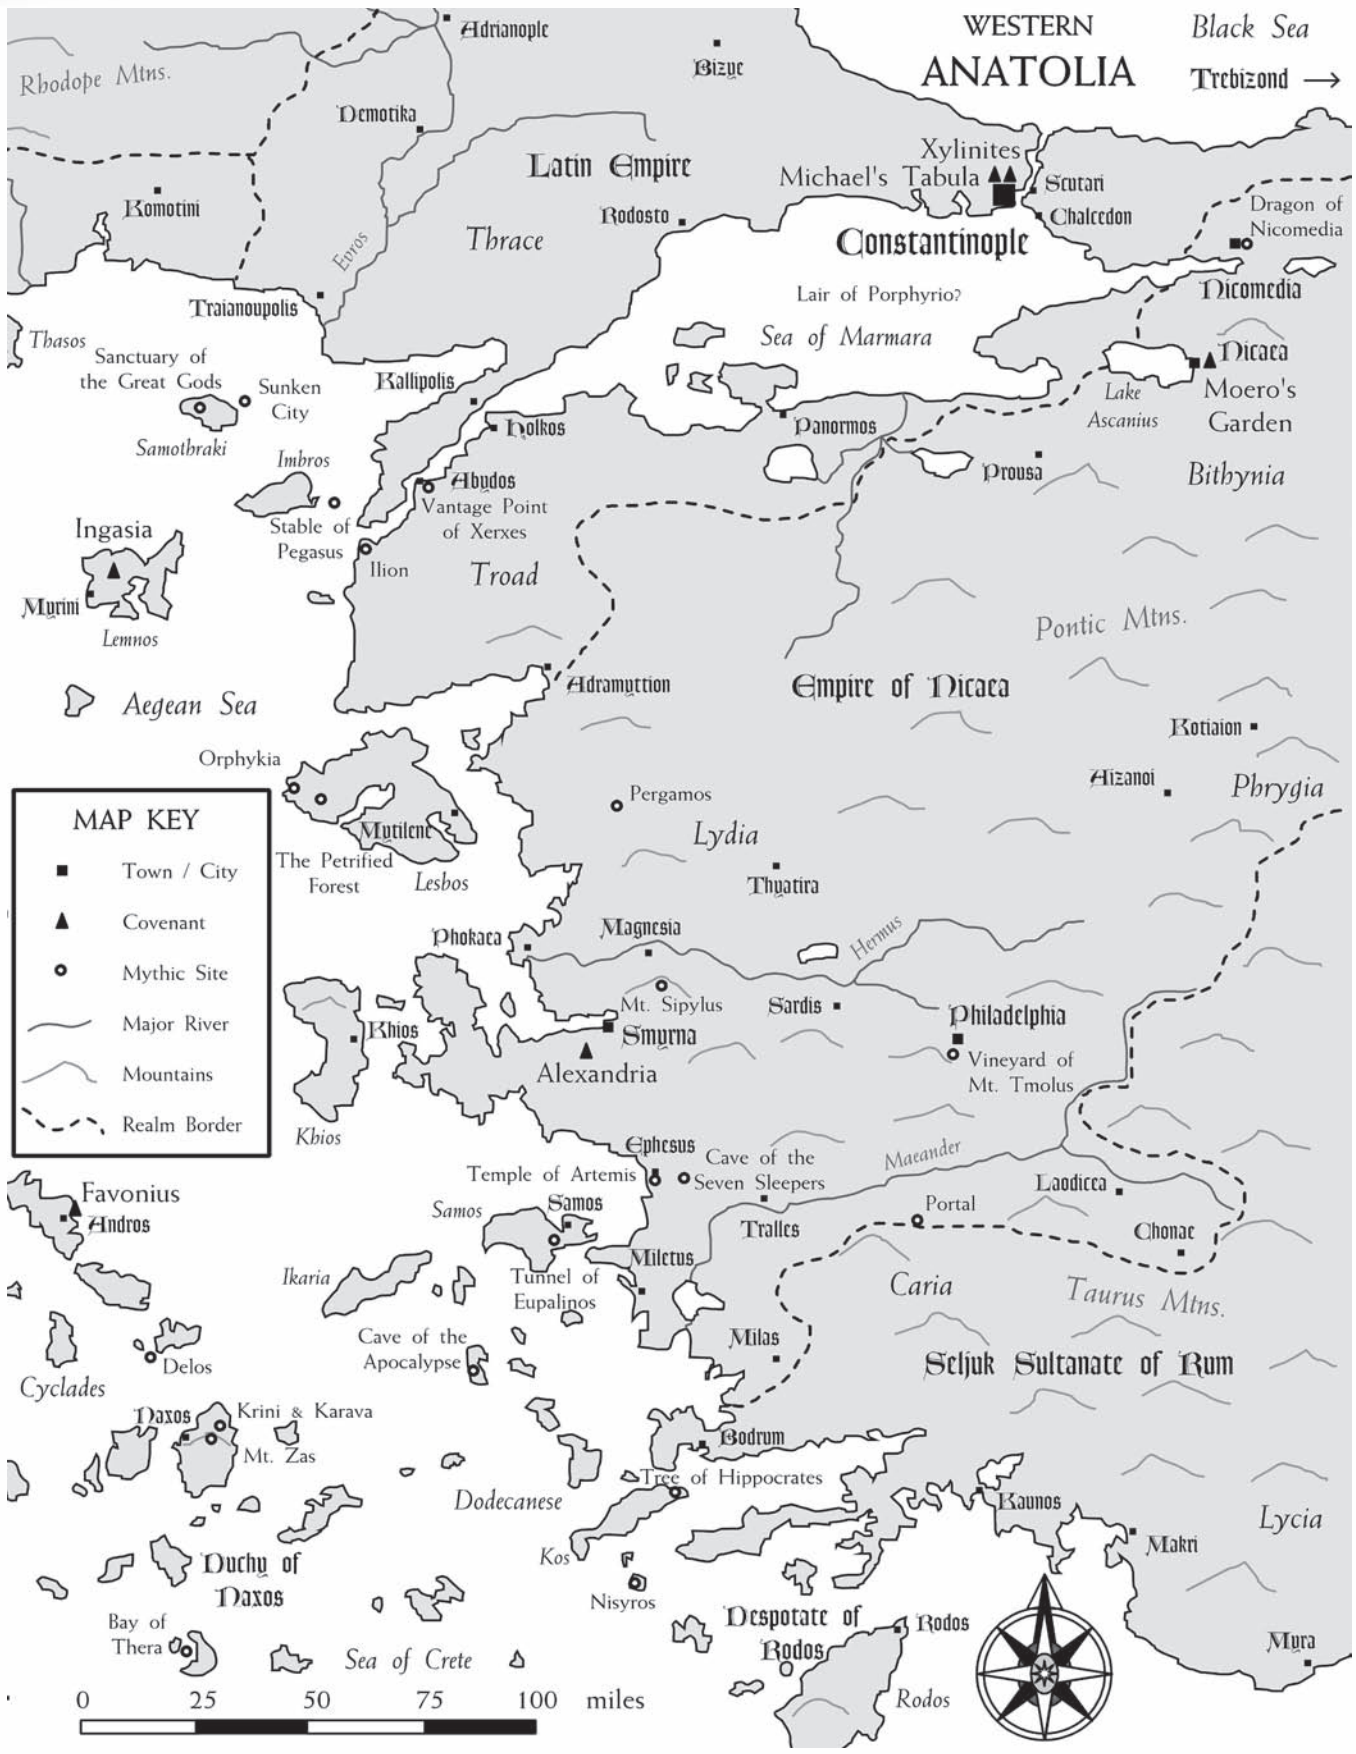 WESTERN
ANATOLIA
Black Sea
Trebizond
Adrianople
Bizye
Rhodope Mtns.
Demotika
Latin Empire
Xylinites
Michael's Tabula
Scutari
Chalcedon
Dragon of
Nicomedia
Komotini
Rodosto
Thrace
Evros
Constantinople
Traianoupolis
Lair of Porphyrio?
Nicomedia
Thasos
Sea of Marmara
Sanctuary of
the Great Gods
Sunken
City
Kallipolis
Nicaea
Moero's
Garden
Lake
Ascanius
Samothraki
Holkos
Panormos
Imbros
Abydos
Vantage Point
of Xerxes
Prousa
Bithynia
Stable of
Pegasus
Ingasia
Ilion
Troad
Myrini
Lemnos
Pontic Mtns.
Aegean Sea
Adramyttion
Empire of Nicaea
Kotiaion
Orphykia
Aizanoi
Phrygia
Pergamos
Lydia
Mytilene
The Petrified
Forest
Lesbos
Thyatira
MAP KEY
Town / City
Covenant
Mythic Site
Major River
Mountains
Realm Border
Phokaea
Magnesia
Hermus
Mt. Sipylus
Sardis
Philadelphia
Khios
Smyrna
Vineyard of
Mt. Tmolus
Alexandria
Khios
Ephesus
Temple of Artemis
Cave of the
Seven Sleepers
Maeander
Favonius
Andros
Samos
Samos
Laodicea
Portal
Tralles
Chonae
Ikaria
Tunnel of
Eupalinos
Miletus
Caria
Taurus Mtns.
Cave of the
Apocalypse
Milas
Delos
Seljuk Sultanate of Rum
Cyclades
Naxos
Krini & Karava
Mt. Zas
Bodrum
Tree of Hippocrates
Dodecanese
Kaunos
Lycia
Makri
Kos
Duchy of
Naxos
Nisyros
Bay of
Thera
Despotate of
Rodos
Rodos
Myra
Sea of Crete
Rodos
0 25 50 75 100 miles